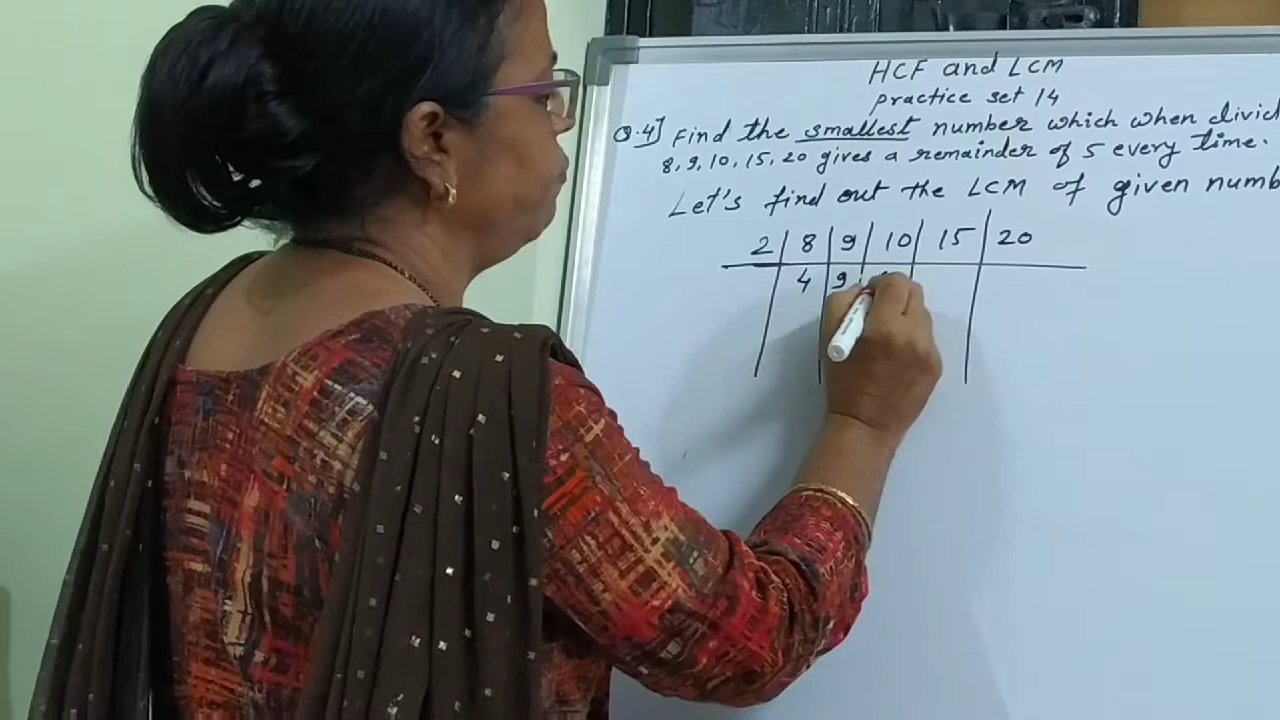 HCF and LCM
practice set 14
Q.4] Find the smallest number which when divid
8, 9, 10, 15, 20 gives a remainder of 5 every time.
Let's find out the LCM of given numb
2 8 9 10 15 20
4 9